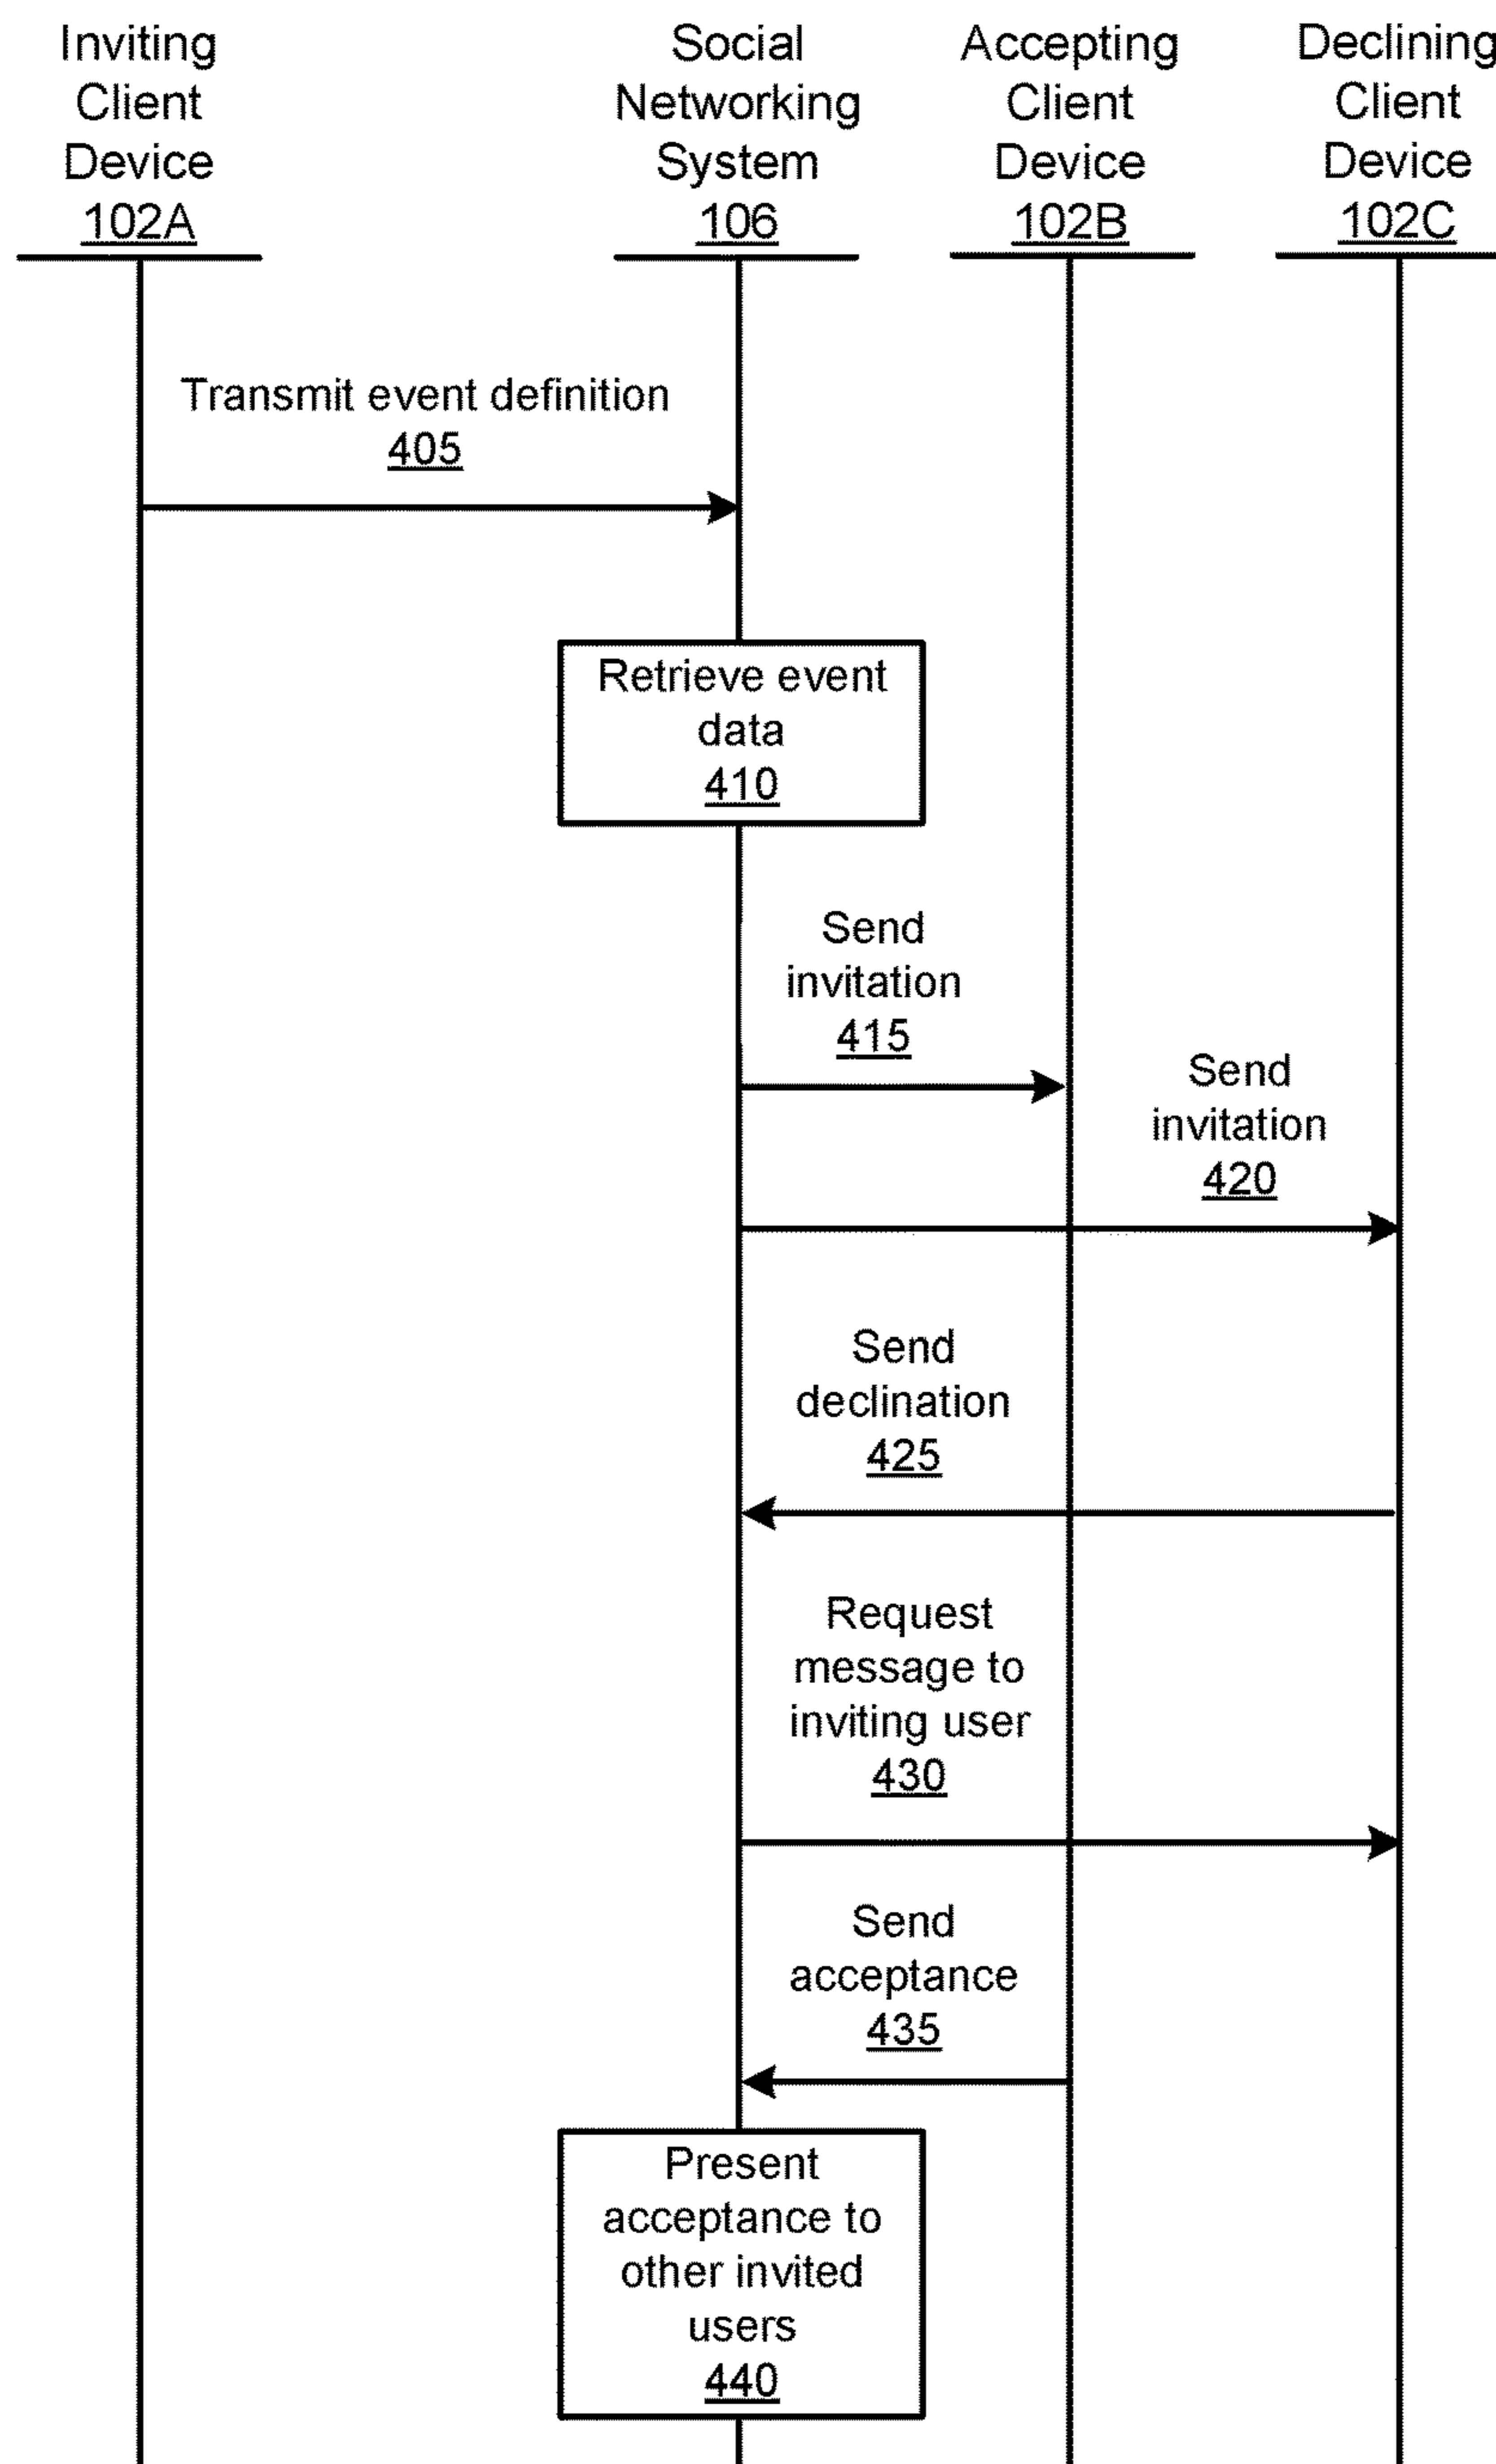 Inviting
Client
Device
102A
Social
Networking
System
106
Accepting
Client
Device
102B
Declining
Client
Device
102C
Transmit event definition
405
Retrieve event
data
410
Send
invitation
415
Send
invitation
420
Send
declination
425
Request
message to
inviting user
430
Send
acceptance
435
Present
acceptance to
other invited
users
440